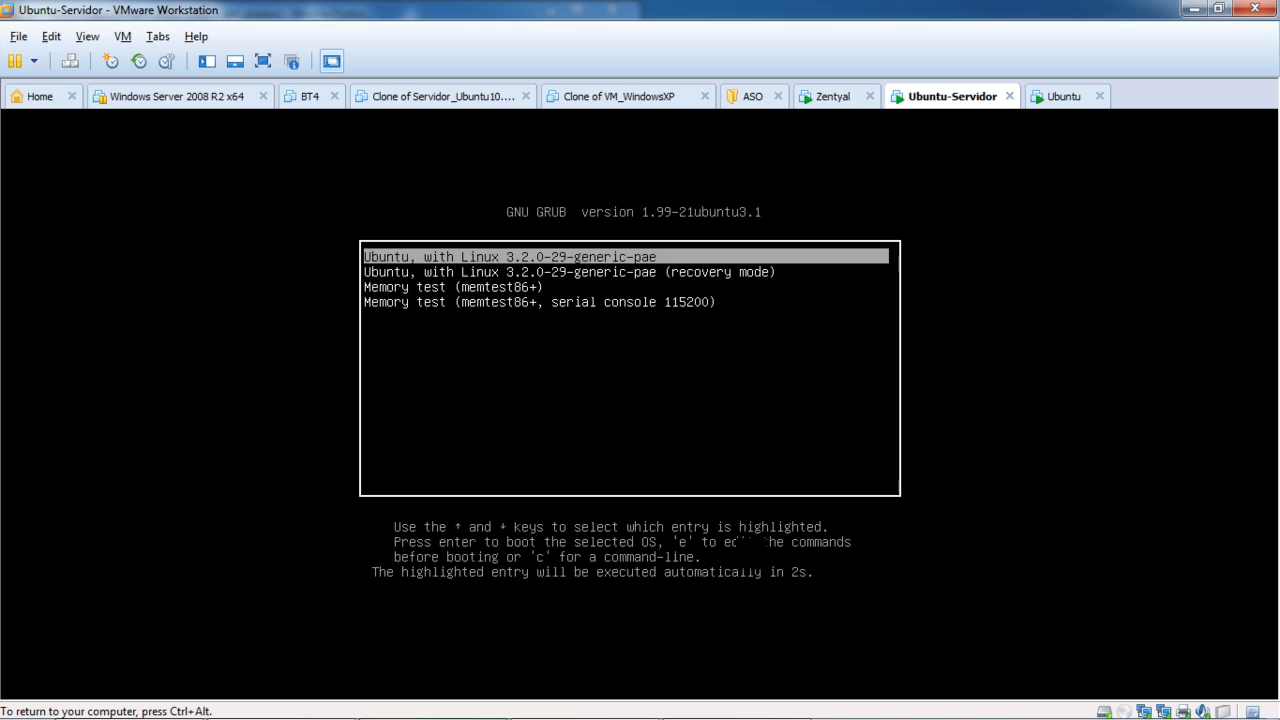 Ubuntu-Servidor - VMware Workstation
File Edit View VM Tabs Help
Home Windows Server 2008 R2 x64 BT4 Clone of Servidor_Ubuntu10.... Clone of VM_WindowsXP ASO Zentyal Ubuntu-Servidor Ubuntu
GNU GRUB version 1.99-21ubuntu3.1
Ubuntu, with Linux 3.2.0-29-generic-pae
Ubuntu, with Linux 3.2.0-29-generic-pae (recovery mode)
Memory test (memtest86+)
Memory test (memtest86+, serial console 115200)
Use the ↑ and ↓ keys to select which entry is highlighted.
Press enter to boot the selected OS, 'e' to edit the commands
before booting or 'c' for a command-line.
The highlighted entry will be executed automatically in 2s.
To return to your computer, press Ctrl+Alt.